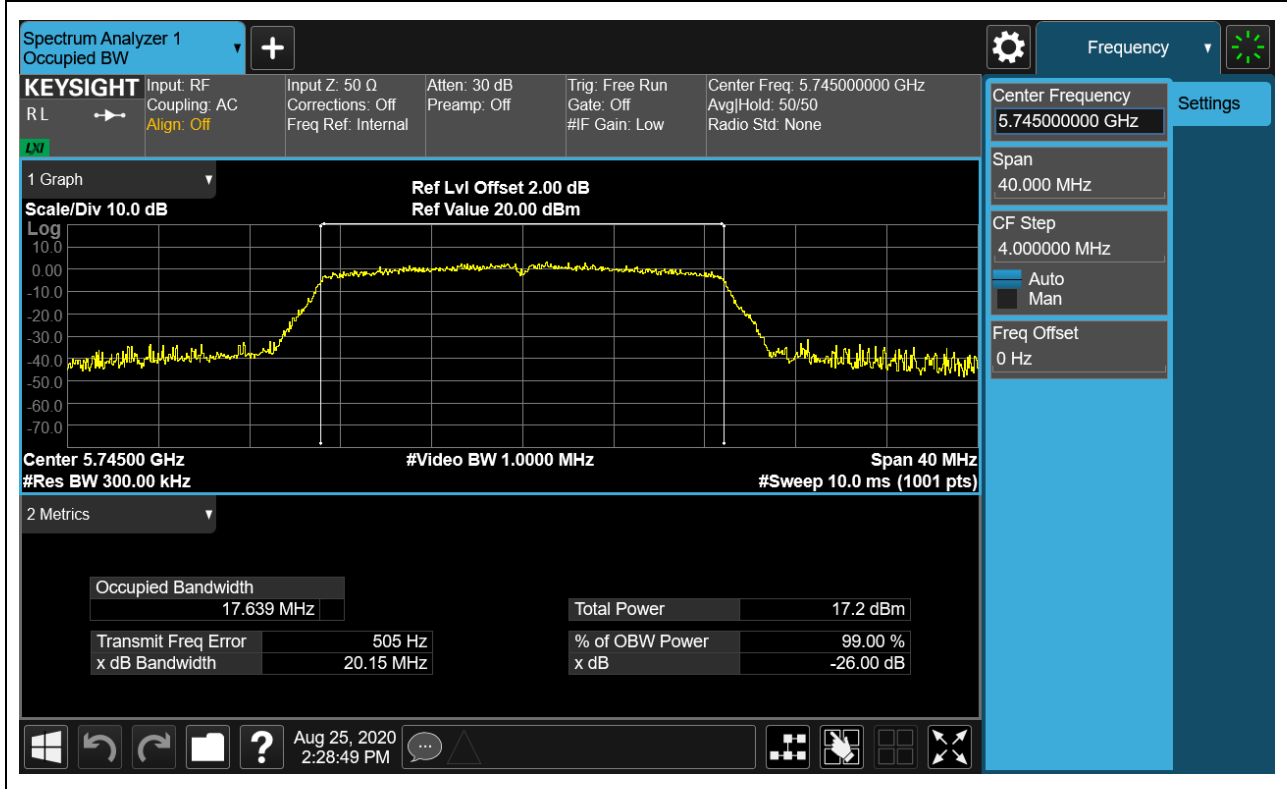 Spectrum Analyzer 1
Occupied BW
Frequency
KEYSIGHT
R L
LXI
Input: RF
Coupling: AC
Align: Off
Input Z: 50 Ω
Corrections: Off
Freq Ref: Internal
Atten: 30 dB
Preamp: Off
Trig: Free Run
Gate: Off
#IF Gain: Low
Center Freq: 5.745000000 GHz
Avg|Hold: 50/50
Radio Std: None
Center Frequency
5.745000000 GHz
Settings
Span
40.000 MHz
CF Step
4.000000 MHz
Auto
Man
Freq Offset
0 Hz
1 Graph
Scale/Div 10.0 dB
Ref Lvl Offset 2.00 dB
Ref Value 20.00 dBm
Log
10.0
0.00
-10.0
-20.0
-30.0
-40.0
-50.0
-60.0
-70.0
Center 5.74500 GHz
#Video BW 1.0000 MHz
Span 40 MHz
#Res BW 300.00 kHz
#Sweep 10.0 ms (1001 pts)
2 Metrics
Occupied Bandwidth
17.639 MHz
Total Power 17.2 dBm
Transmit Freq Error 505 Hz
% of OBW Power 99.00 %
x dB Bandwidth 20.15 MHz
x dB -26.00 dB
?
Aug 25, 2020
2:28:49 PM